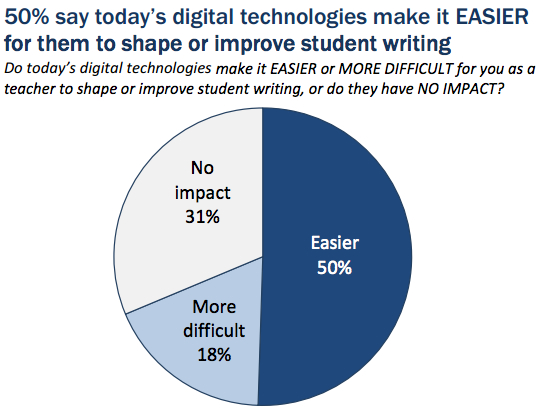 50% say today’s digital technologies make it EASIER
for them to shape or improve student writing
Do today’s digital technologies make it EASIER or MORE DIFFICULT for you as a
teacher to shape or improve student writing, or do they have NO IMPACT?
No
impact
31%
Easier
50%
More
difficult
18%